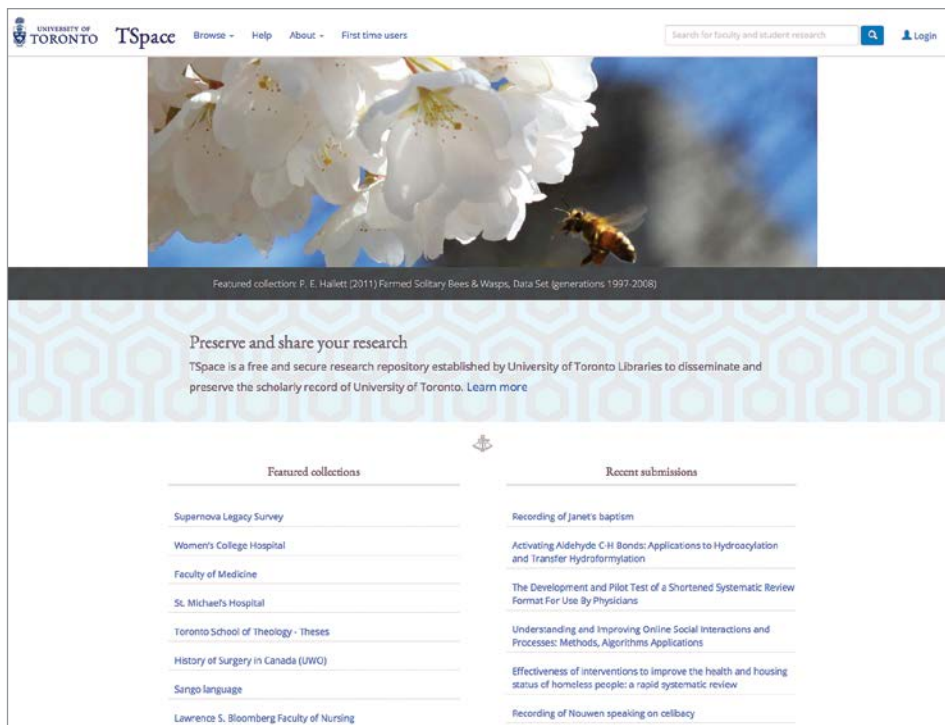 UNIVERSITY OF
TORONTO
TSpace
Browse
Help
About
First time users
Search for faculty and student research
Login
Featured collection: P. E. Hallett (2011) Farmed Solitary Bees & Wasps, Data Set (generations 1997-2008)
Preserve and share your research
TSpace is a free and secure research repository established by University of Toronto Libraries to disseminate and
preserve the scholarly record of University of Toronto. Learn more
Featured collections
Supernova Legacy Survey
Women's College Hospital
Faculty of Medicine
St. Michael's Hospital
Toronto School of Theology - Theses
History of Surgery in Canada (UWO)
Sango language
Lawrence S. Bloomberg Faculty of Nursing
Recent submissions
Recording of Janet's baptism
Activating Aldehyde C-H Bonds: Applications to Hydroacylation
and Transfer Hydroformylation
The Development and Pilot Test of a Shortened Systematic Review
Format For Use By Physicians
Understanding and Improving Online Social Interactions and
Processes: Methods, Algorithms Applications
Effectiveness of interventions to improve the health and housing
status of homeless people: a rapid systematic review
Recording of Nouwen speaking on celibacy